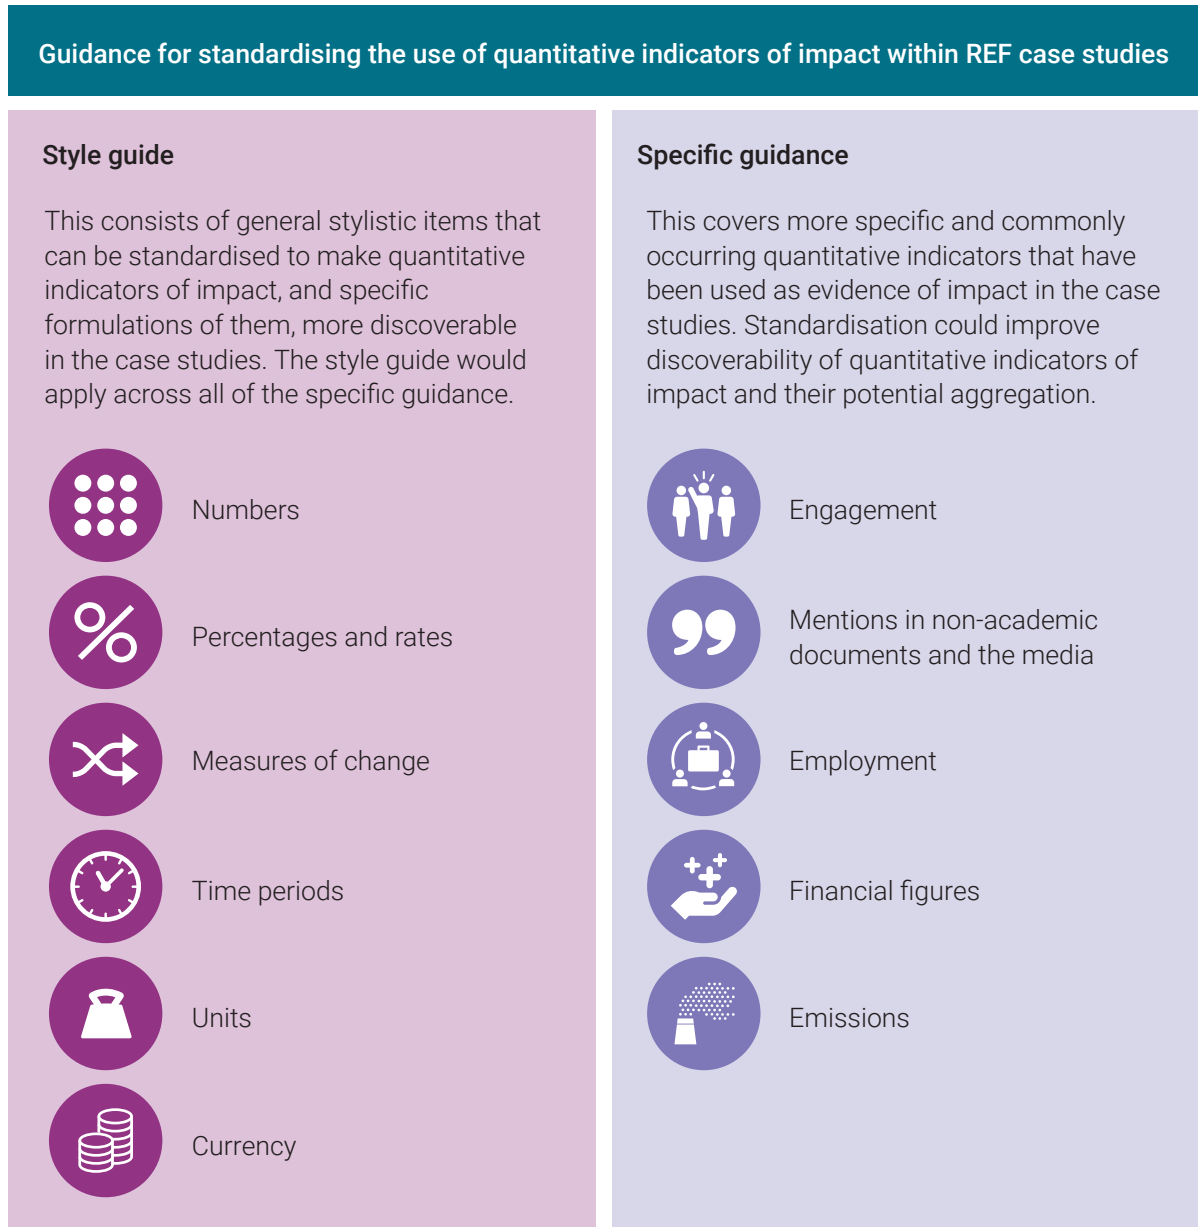 Guidance for standardising the use of quantitative indicators of impact within REF case studies
Style guide
This consists of general stylistic items that
can be standardised to make quantitative
indicators of impact, and specific
formulations of them, more discoverable
in the case studies. The style guide would
apply across all of the specific guidance.
Numbers
Percentages and rates
Measures of change
Time periods
Units
Currency
Specific guidance
This covers more specific and commonly
occurring quantitative indicators that have
been used as evidence of impact in the case
studies. Standardisation could improve
discoverability of quantitative indicators of
impact and their potential aggregation.
Engagement
Mentions in non-academic
documents and the media
Employment
Financial figures
Emissions